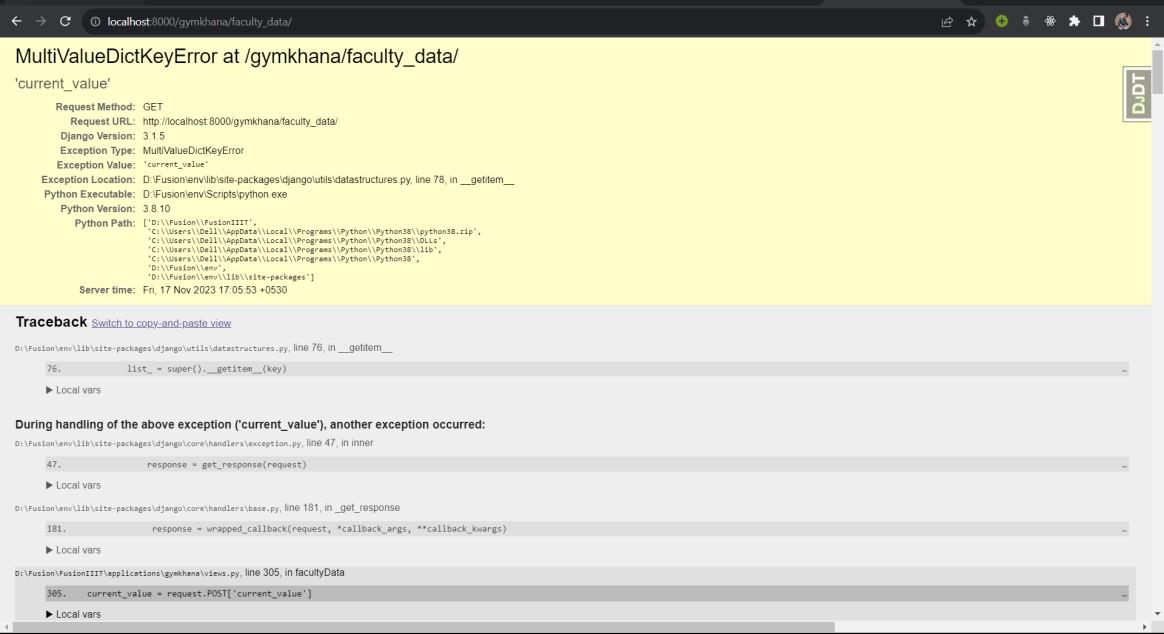 localhost:8000/gymkhana/faculty_data/
MultiValueDictKeyError at /gymkhana/faculty_data/
'current_value'
DJDT
Request Method: GET
Request URL: http://localhost:8000/gymkhana/faculty_data/
Django Version: 3.1.5
Exception Type: MultiValueDictKeyError
Exception Value: 'current_value'
Exception Location: D:\Fusion\env\lib\site-packages\django\utils\datastructures.py, line 78, in __getitem__
Python Executable: D:\Fusion\env\Scripts\python.exe
Python Version: 3.8.10
Python Path: ['D:\\Fusion\\FusionIIIT',
'C:\\Users\\Dell\\AppData\\Local\\Programs\\Python\\Python38\\python38.zip',
'C:\\Users\\Dell\\AppData\\Local\\Programs\\Python\\Python38\\DLLs',
'C:\\Users\\Dell\\AppData\\Local\\Programs\\Python\\Python38\\lib',
'C:\\Users\\Dell\\AppData\\Local\\Programs\\Python\\Python38',
'D:\\Fusion\\env',
'D:\\Fusion\\env\\lib\\site-packages']
Server time: Fri, 17 Nov 2023 17:05:53 +0530
Traceback Switch to copy-and-paste view
D:\Fusion\env\lib\site-packages\django\utils\datastructures.py, line 76, in __getitem__
76. list_ = super().__getitem__(key) …
▶ Local vars
During handling of the above exception ('current_value'), another exception occurred:
D:\Fusion\env\lib\site-packages\django\core\handlers\exception.py, line 47, in inner
47. response = get_response(request) …
▶ Local vars
D:\Fusion\env\lib\site-packages\django\core\handlers\base.py, line 181, in _get_response
181. response = wrapped_callback(request, *callback_args, **callback_kwargs) …
▶ Local vars
D:\Fusion\FusionIIIT\applications\gymkhana\views.py, line 305, in facultyData
305. current_value = request.POST['current_value'] …
▶ Local vars